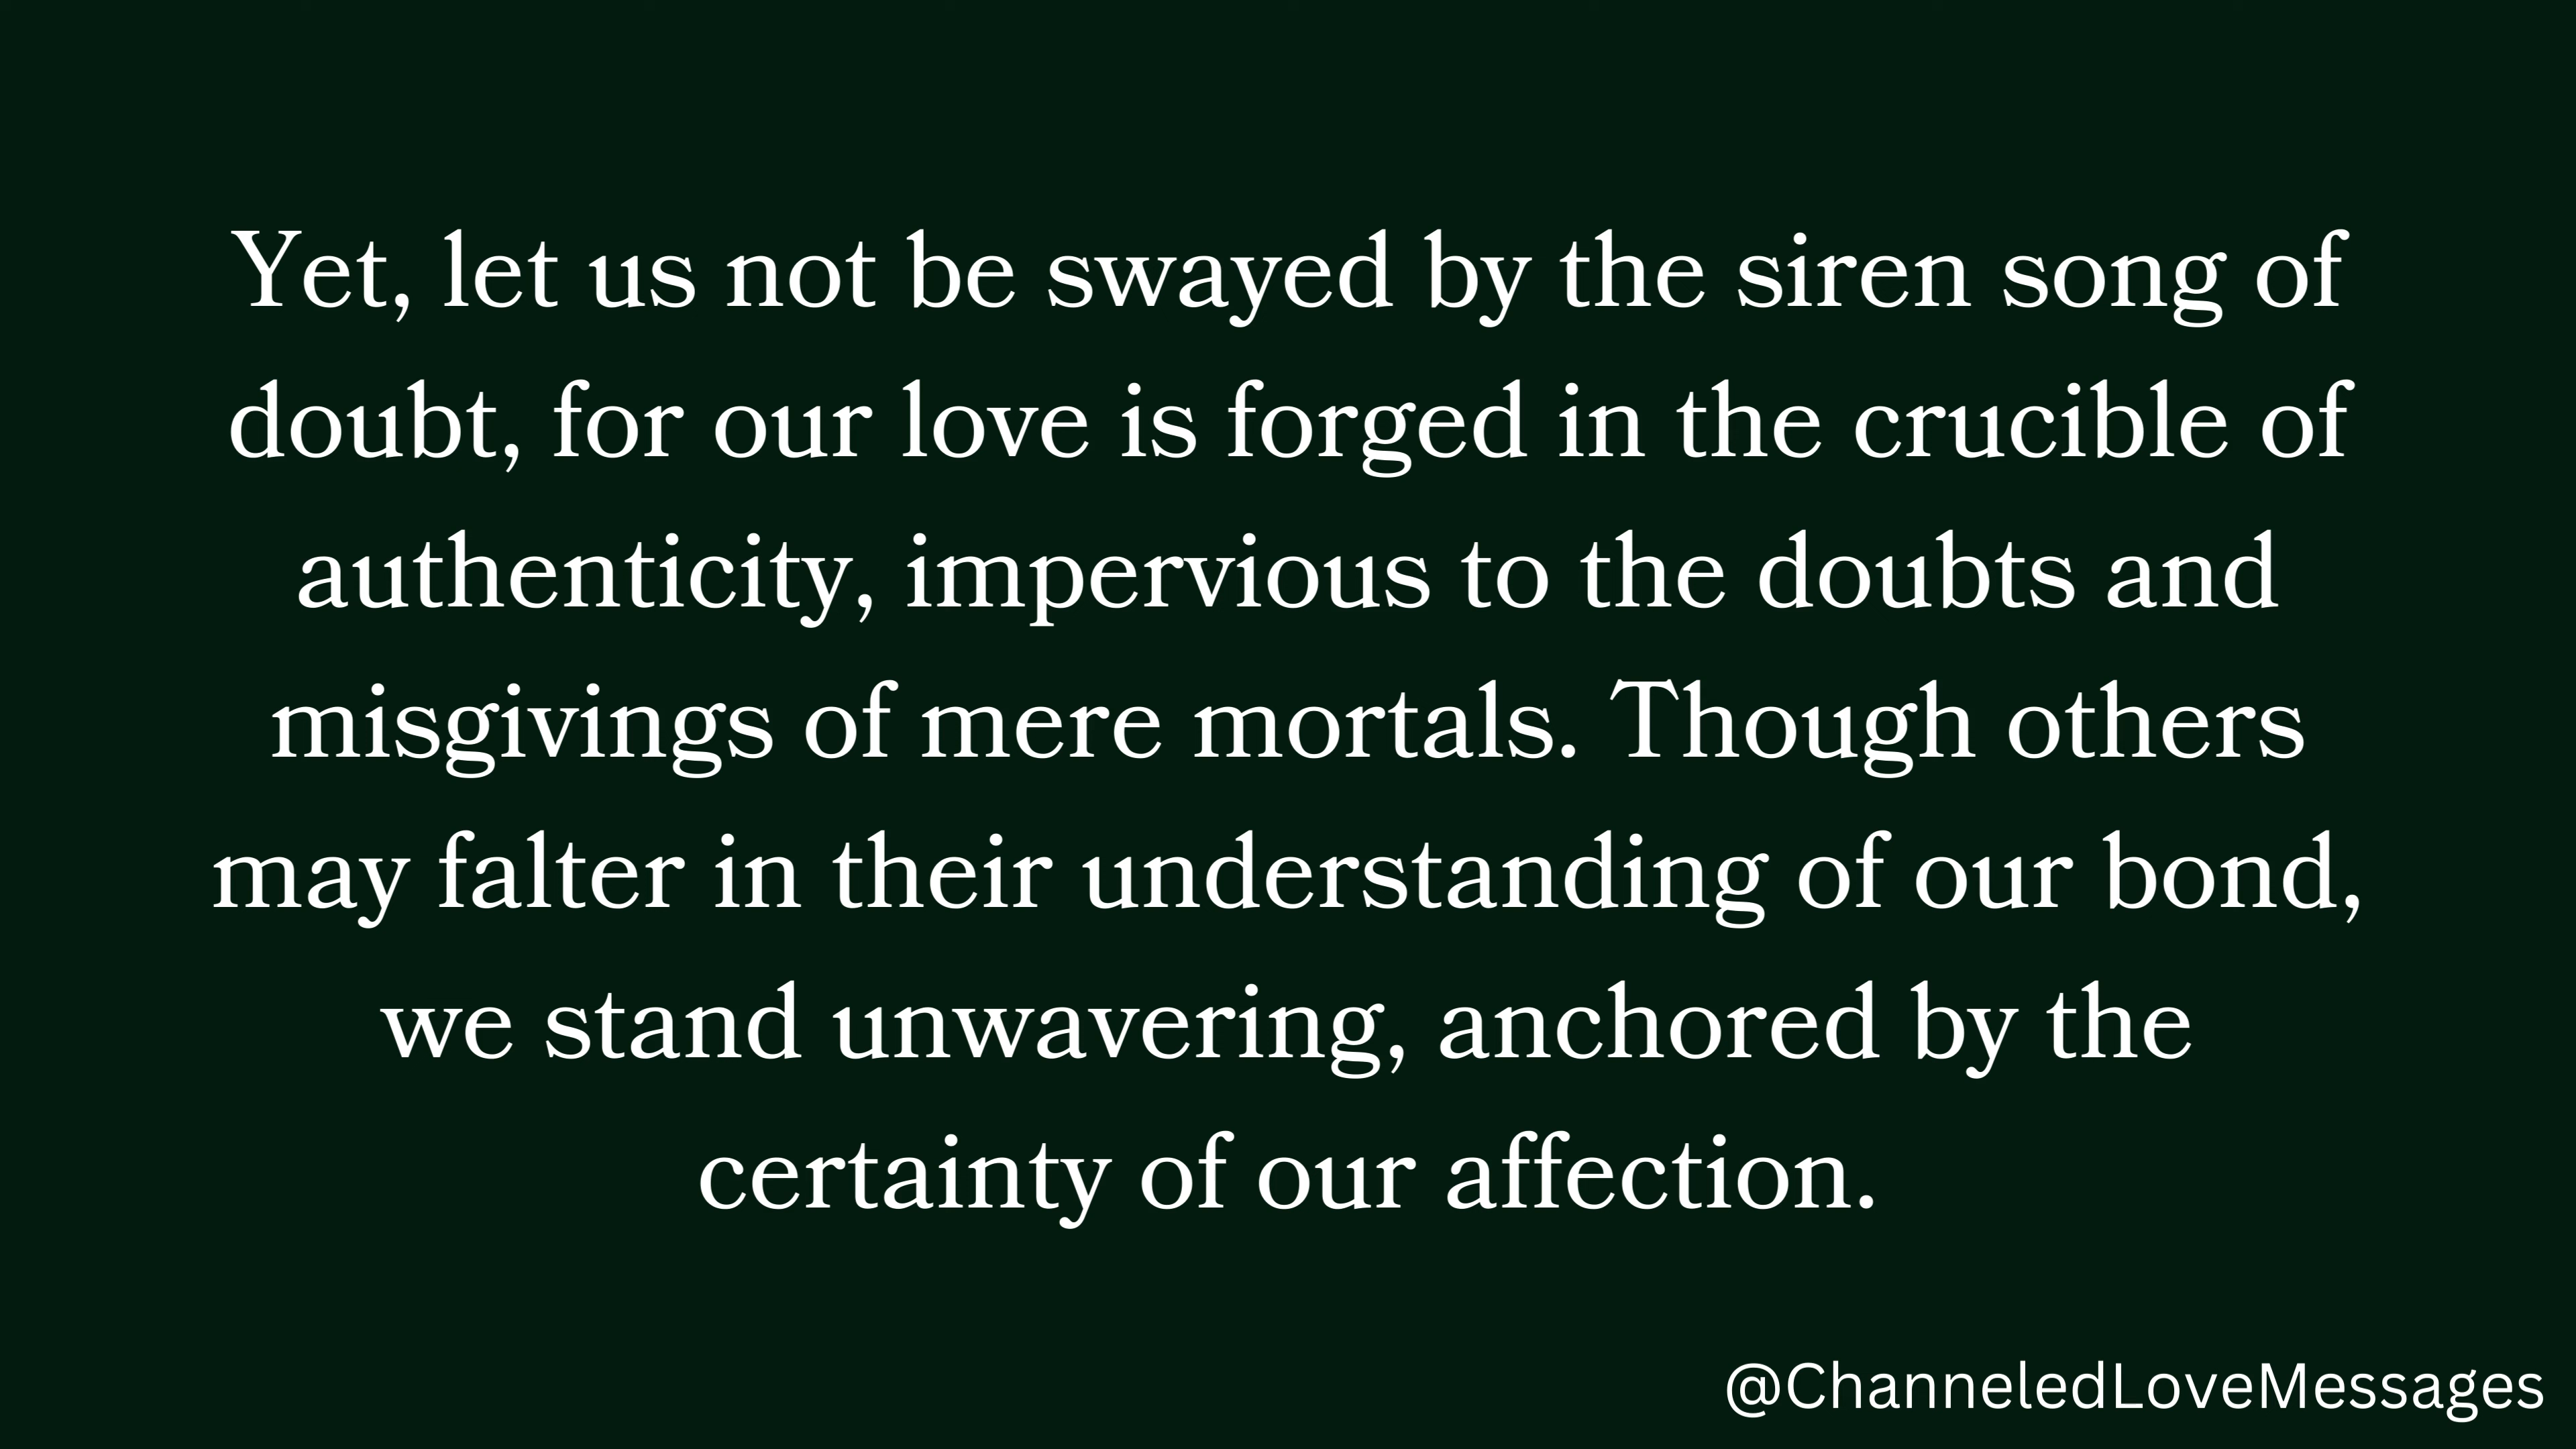 Yet, let us not be swayed by the siren song of
doubt, for our love is forged in the crucible of
authenticity, impervious to the doubts and
misgivings of mere mortals. Though others
may falter in their understanding of our bond,
we stand unwavering, anchored by the
certainty of our affection.
@ChanneledLoveMessages